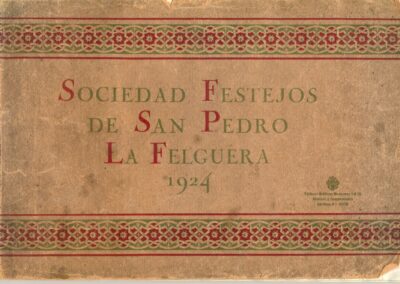 Sociedad Festejos
de San Pedro
La Felguera
1924